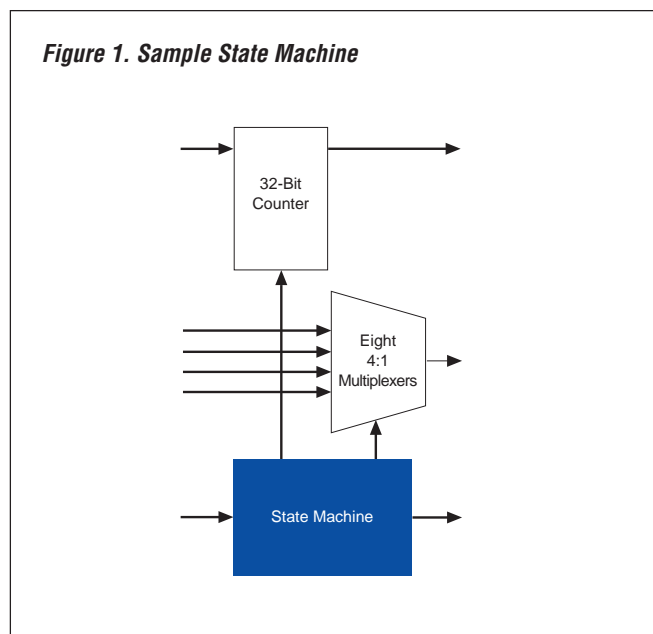 Figure 1. Sample State Machine
32-Bit
Counter
Eight
4:1
Multiplexers
State Machine